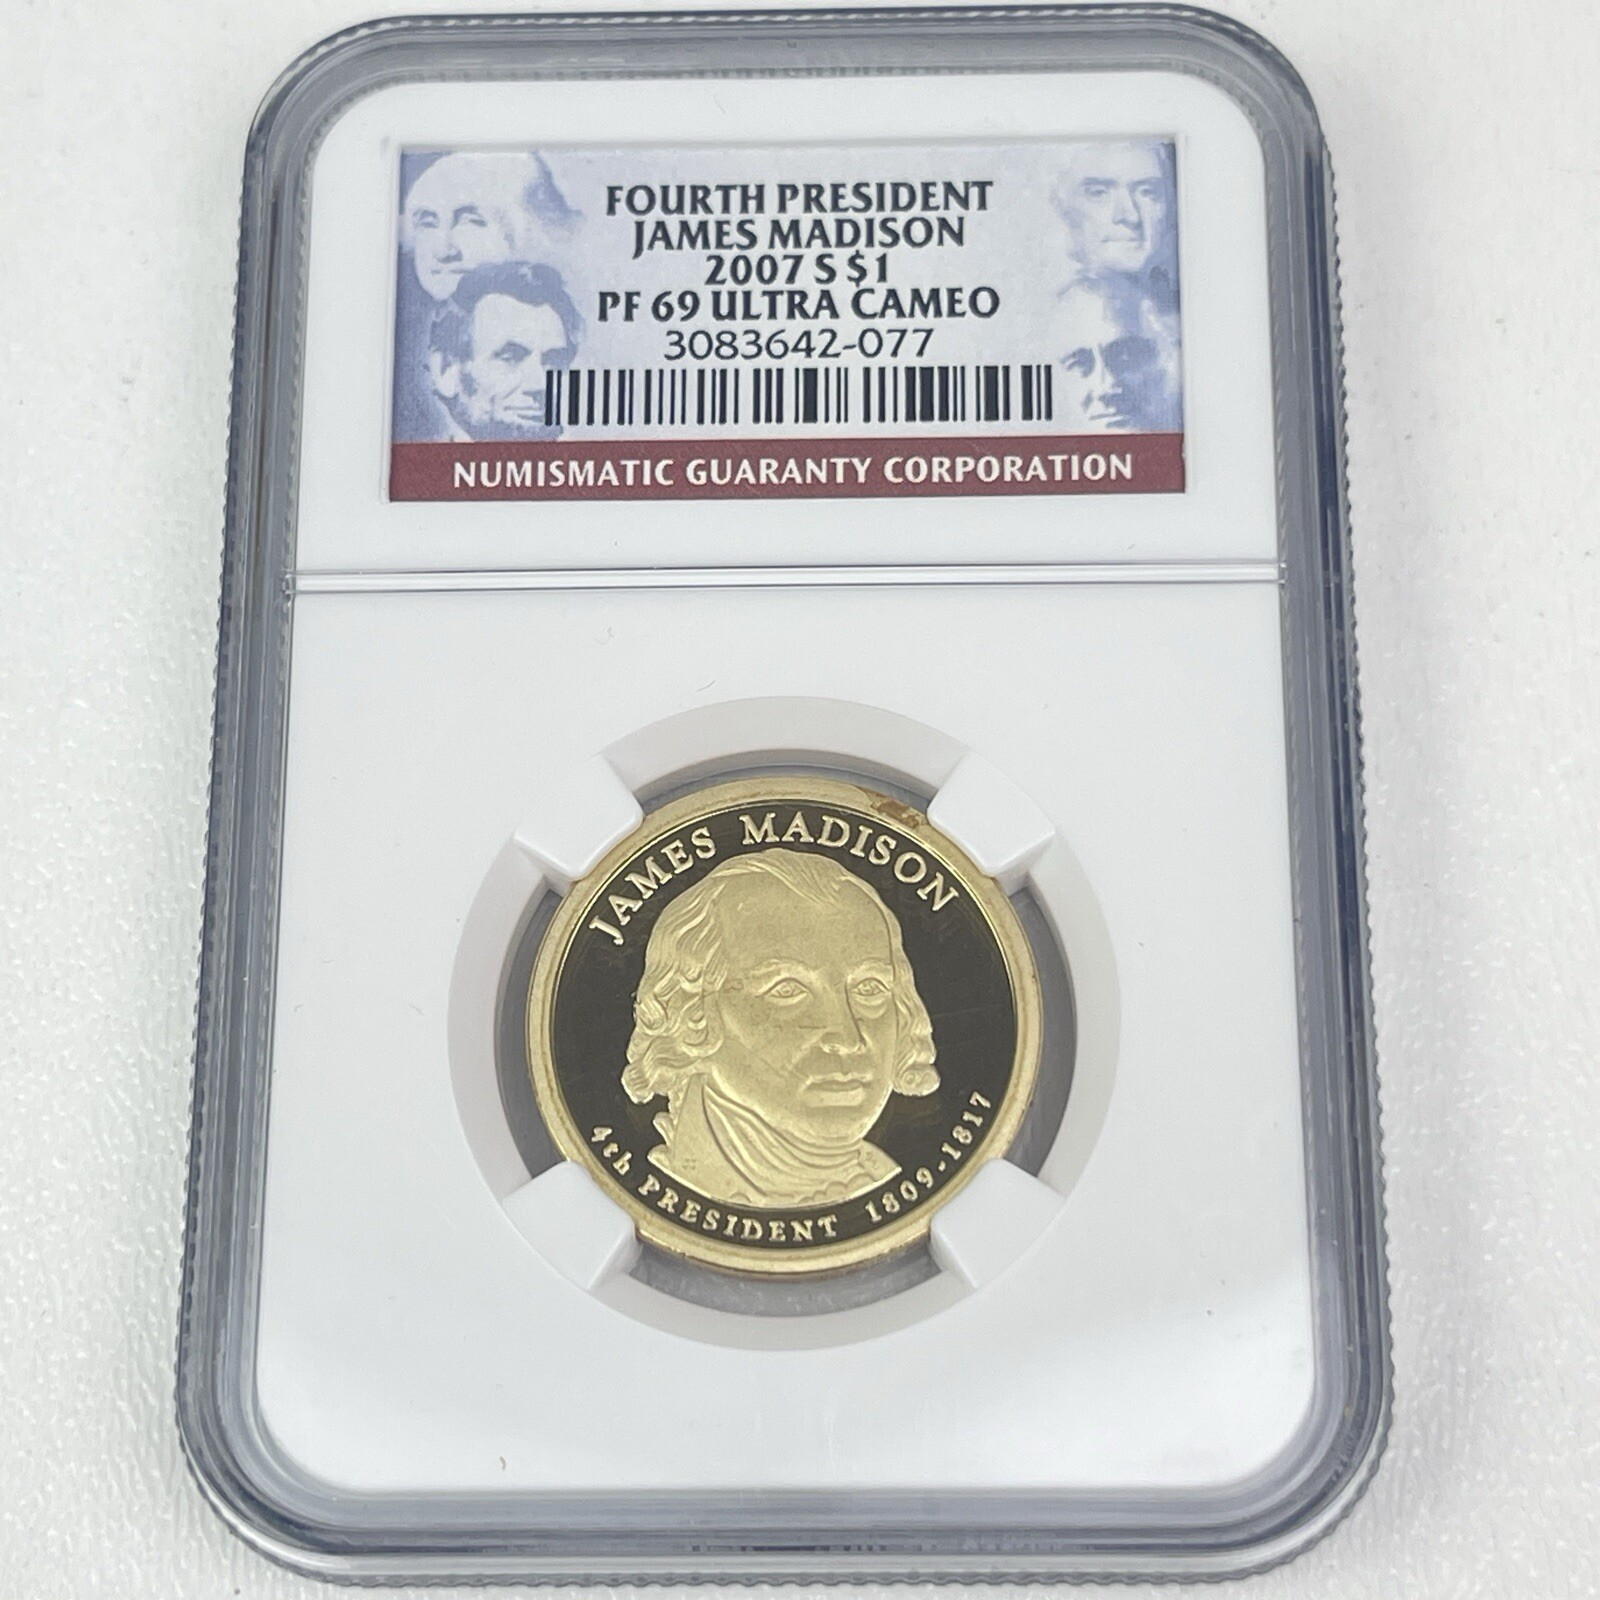 FOURTH PRESIDENT
JAMES MADISON
2007 S $1
PF 69 ULTRA CAMEO
3083642-077
NUMISMATIC GUARANTY CORPORATION
JAMES MADISON
4th PRESIDENT 1809-1817